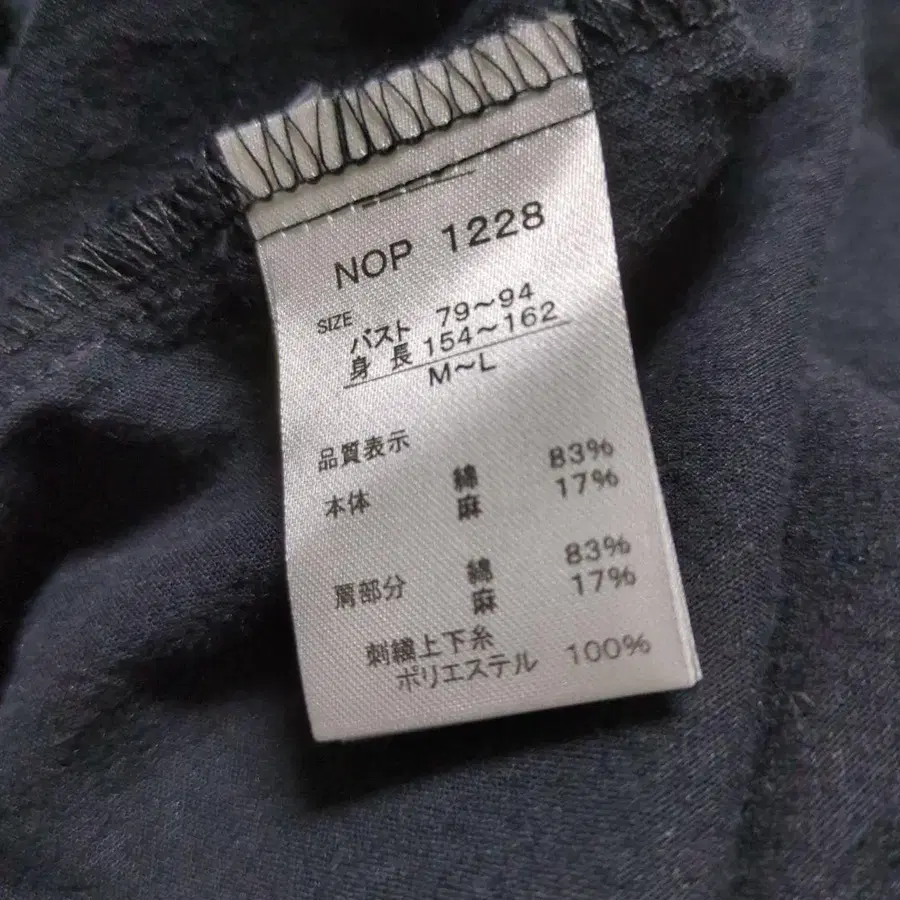 NOP 1228
SIZE バスト 79〜94
身長 154〜162
M〜L
品質表示
本体 綿 83%
麻 17%
肩部分 綿 83%
麻 17%
刺繍上下糸
ポリエステル 100%